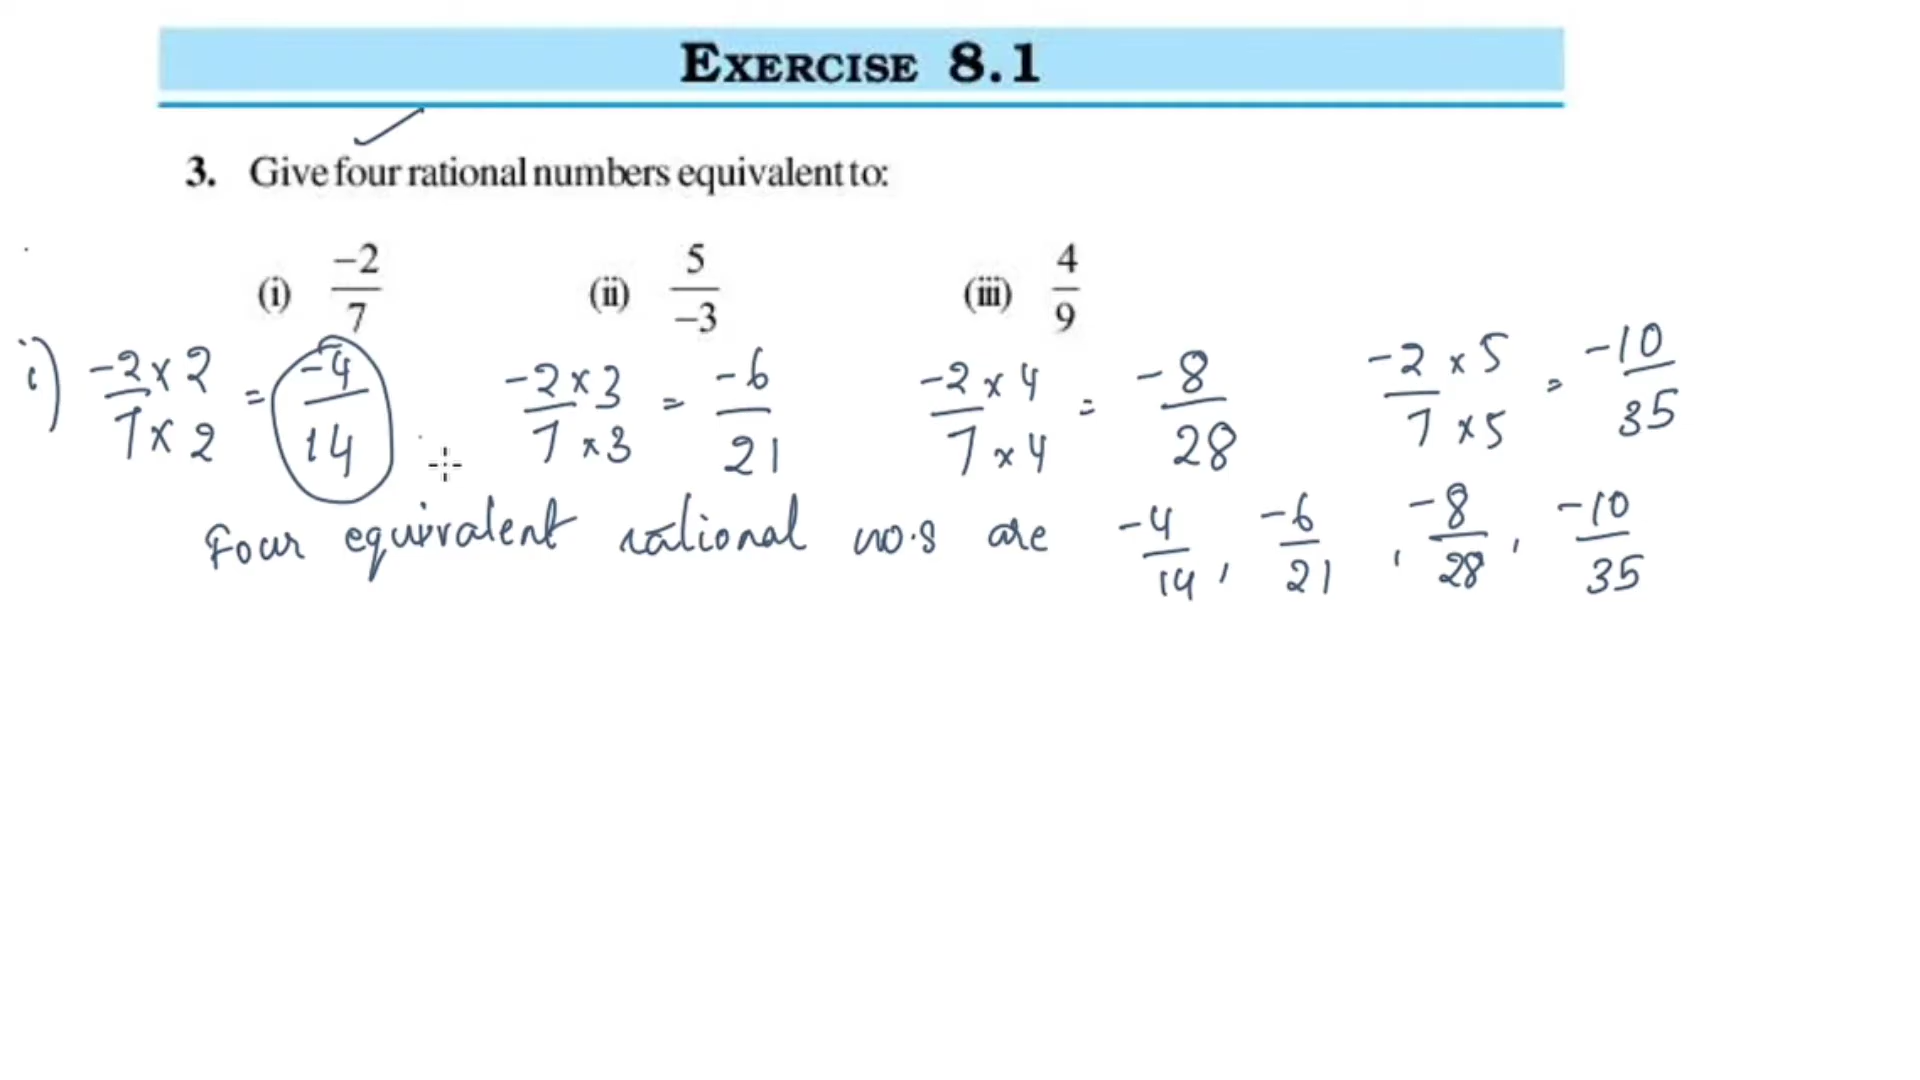 EXERCISE 8.1
3. Give four rational numbers equivalent to:
(i) -2/7 (ii) 5/-3 (iii) 4/9
i) -2×2/7×2 = -4/14 -2×3/7×3 = -6/21 -2×4/7×4 = -8/28 -2×5/7×5 = -10/35
Four equivalent rational no.s are -4/14, -6/21, -8/28, -10/35